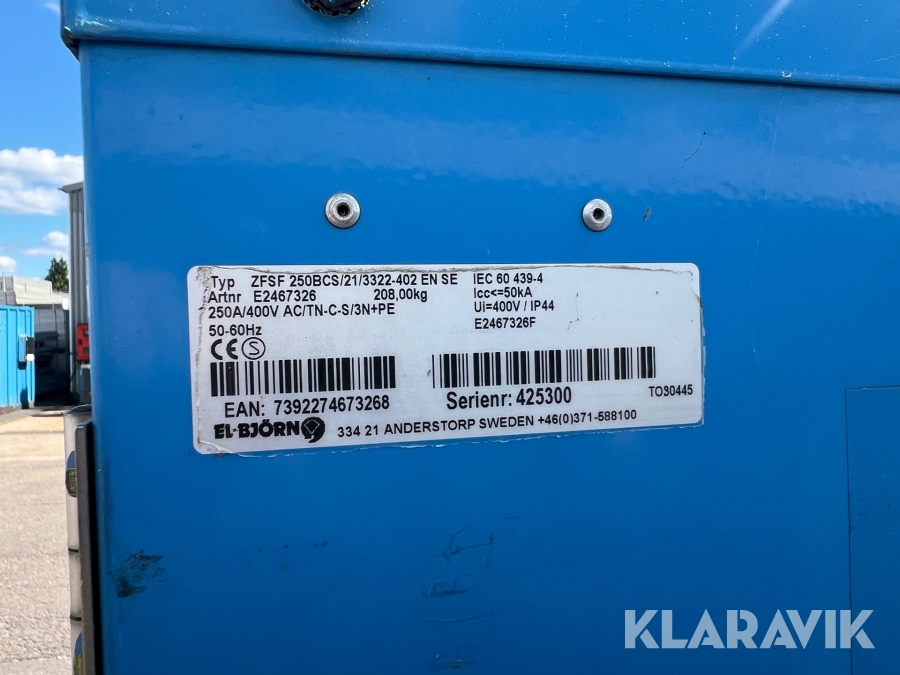 Typ ZFSF 250BCS/21/3322-402 EN SE IEC 60 439-4
Artnr E2467326 208,00kg Icc<=50kA
250A/400V AC/TN-C-S/3N+PE Ui=400V / IP44
50-60Hz E2467326F
CE S
EAN: 7392274673268 Serienr: 425300 TO30445
EL-BJÖRN 334 21 ANDERSTORP SWEDEN +46(0)371-588100
KLARAVIK